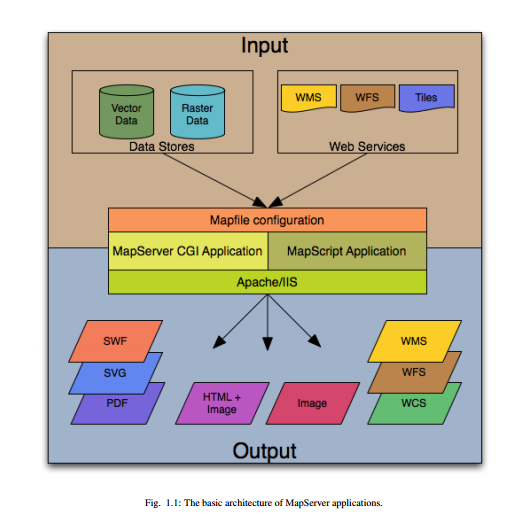 Input
Vector
Data
Raster
Data
Data Stores
WMS
WFS
Tiles
Web Services
Mapfile configuration
MapServer CGI Application
MapScript Application
Apache/IIS
SWF
SVG
PDF
HTML +
Image
Image
WMS
WFS
WCS
Output
Fig. 1.1: The basic architecture of MapServer applications.